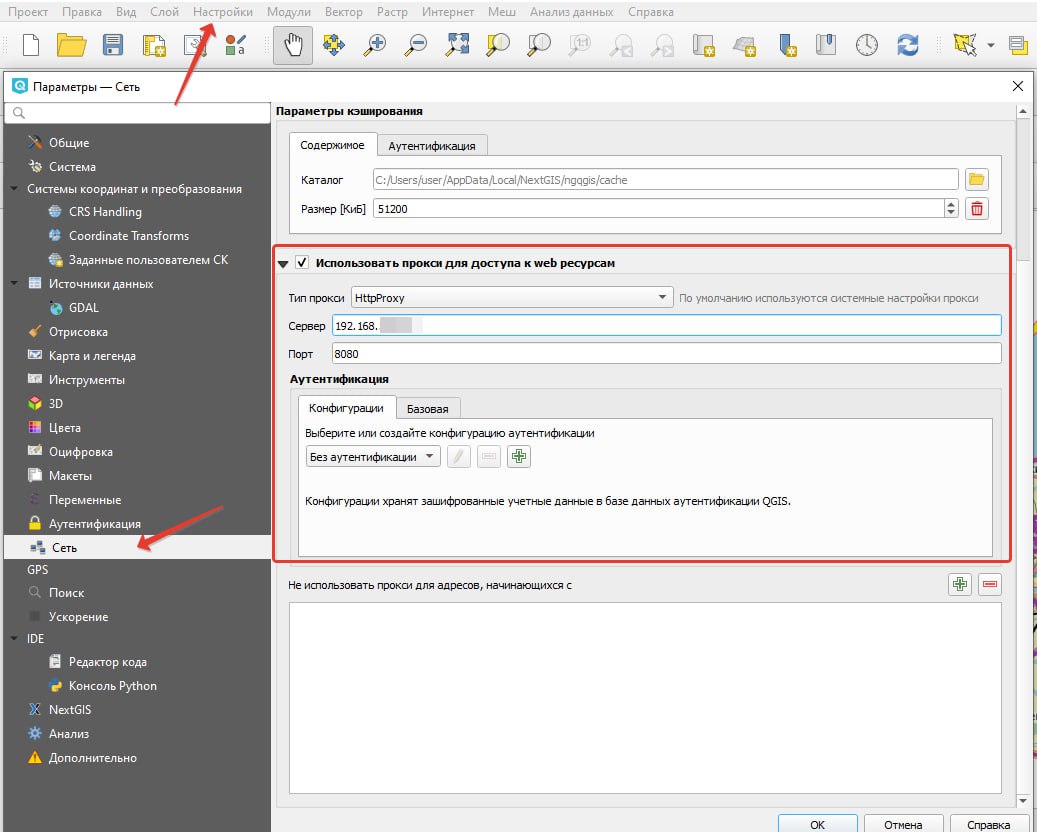 Проект Правка Вид Слой Настройки Модули Вектор Растр Интернет Меш Анализ данных Справка
1:1
Параметры — Сеть
Общие
Система
Системы координат и преобразования
CRS Handling
Coordinate Transforms
Заданные пользователем СК
Источники данных
GDAL
Отрисовка
Карта и легенда
Инструменты
3D
Цвета
Оцифровка
Макеты
Переменные
Аутентификация
Сеть
GPS
Поиск
Ускорение
IDE
Редактор кода
Консоль Python
NextGIS
Анализ
Дополнительно
Параметры кэширования
Содержимое Аутентификация
Каталог C:/Users/user/AppData/Local/NextGIS/ngqgis/cache
Размер [КиБ] 51200
Использовать прокси для доступа к web ресурсам
Тип прокси HttpProxy По умолчанию используются системные настройки прокси
Сервер 192.168.
Порт 8080
Аутентификация
Конфигурации Базовая
Выберите или создайте конфигурацию аутентификации
Без аутентификации
Конфигурации хранят зашифрованные учетные данные в базе данных аутентификации QGIS.
Не использовать прокси для адресов, начинающихся с
OK Отмена Справка